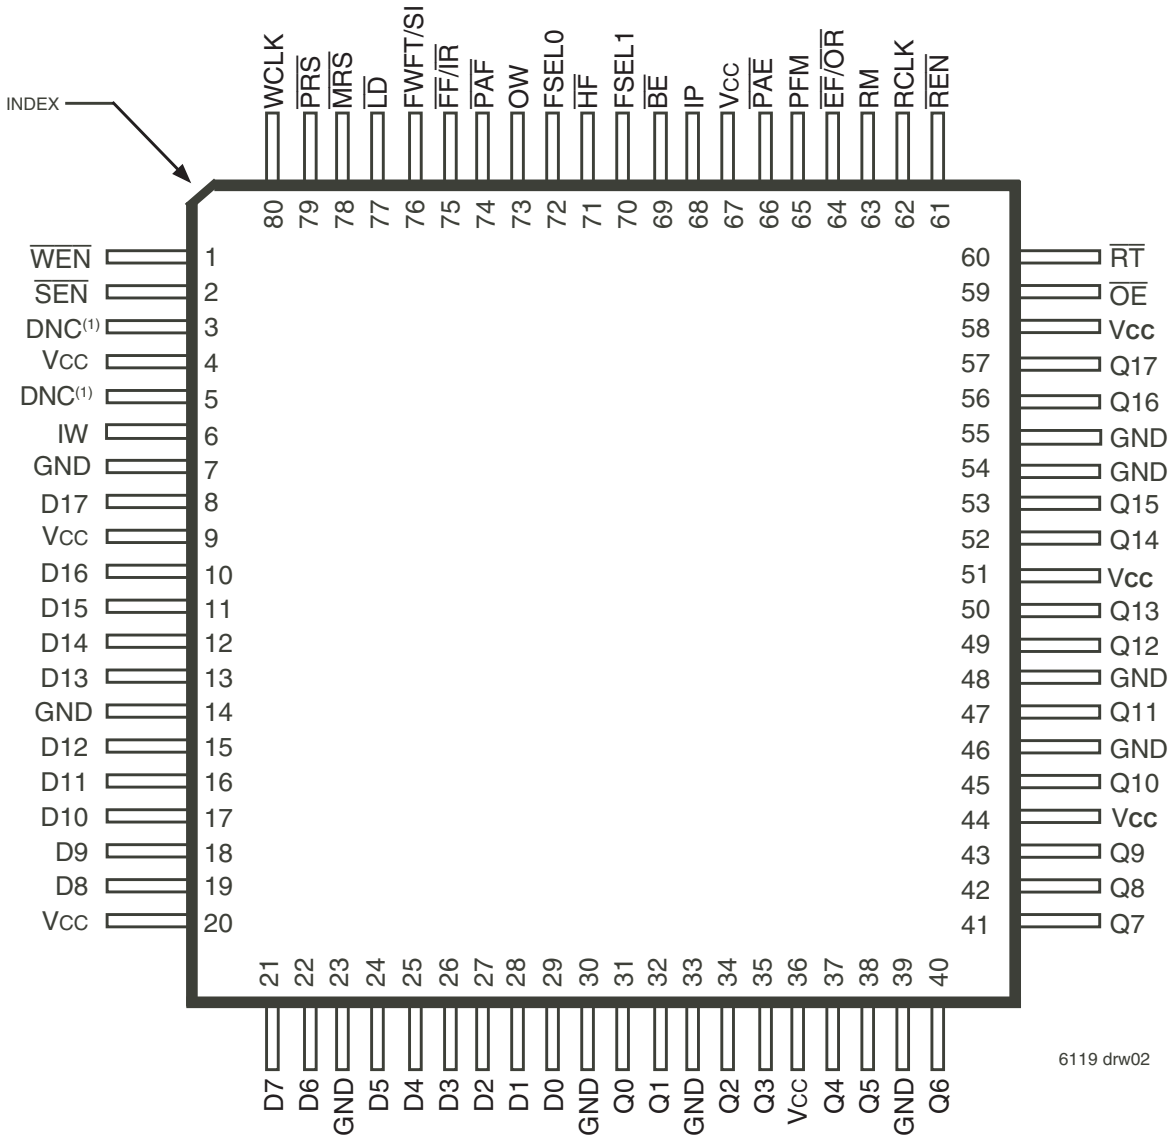 INDEX
WCLK
PRS
MRS
LD
FWFT/SI
FF/IR
PAF
OW
FSEL0
HF
FSEL1
BE
IP
VCC
PAE
PFM
EF/OR
RM
RCLK
REN
80
79
78
77
76
75
74
73
72
71
70
69
68
67
66
65
64
63
62
61
WEN 1
SEN 2
DNC(1) 3
VCC 4
DNC(1) 5
IW 6
GND 7
D17 8
VCC 9
D16 10
D15 11
D14 12
D13 13
GND 14
D12 15
D11 16
D10 17
D9 18
D8 19
VCC 20
60 RT
59 OE
58 Vcc
57 Q17
56 Q16
55 GND
54 GND
53 Q15
52 Q14
51 Vcc
50 Q13
49 Q12
48 GND
47 Q11
46 GND
45 Q10
44 Vcc
43 Q9
42 Q8
41 Q7
21
22
23
24
25
26
27
28
29
30
31
32
33
34
35
36
37
38
39
40
D7
D6
GND
D5
D4
D3
D2
D1
D0
GND
Q0
Q1
GND
Q2
Q3
VCC
Q4
Q5
GND
Q6
6119 drw02